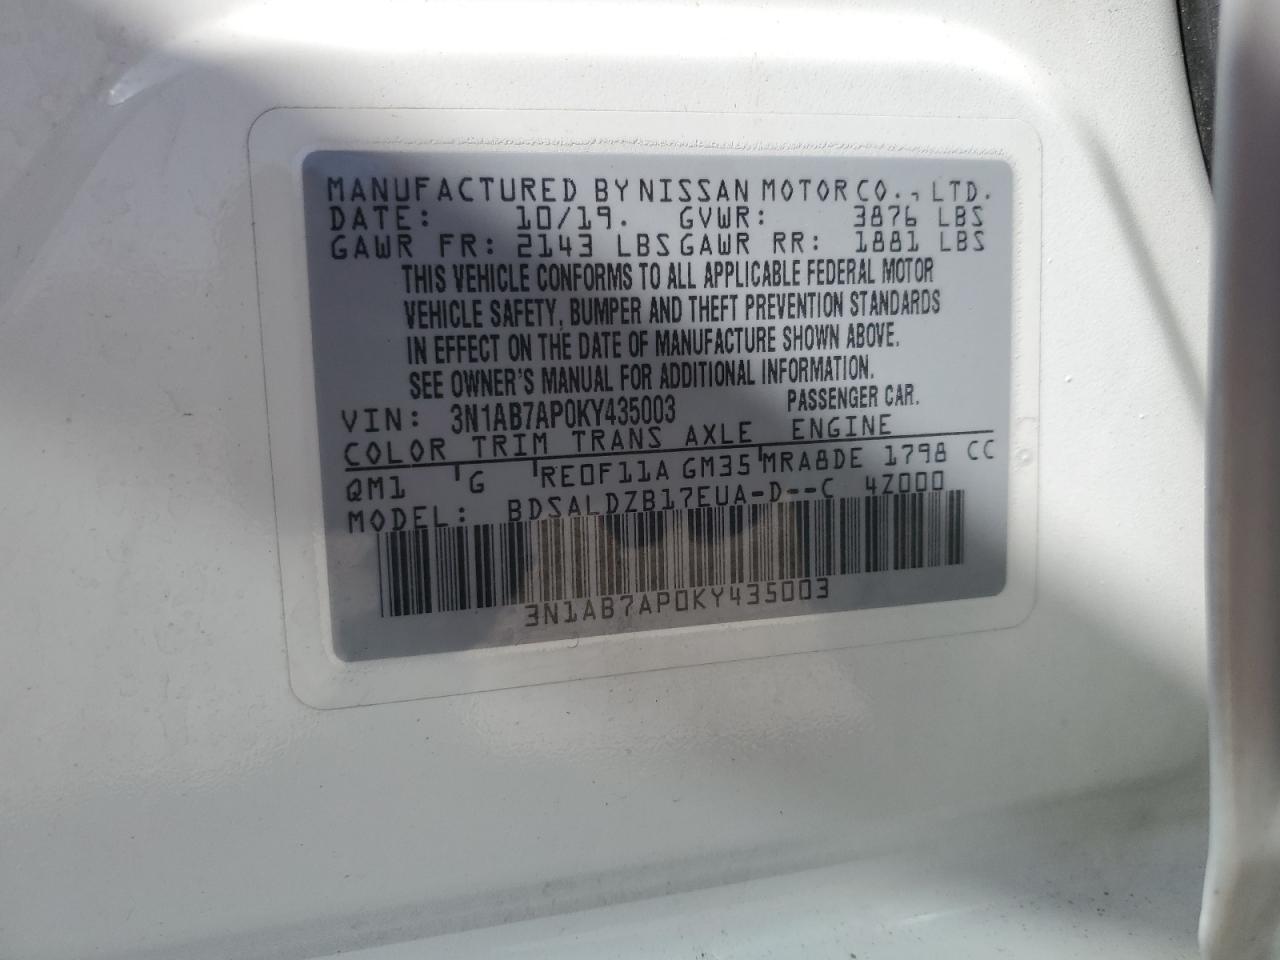 MANUFACTURED BY NISSAN MOTOR CO., LTD.
DATE: 10/19. GVWR: 3876 LBS
GAWR FR: 2143 LBS GAWR RR: 1881 LBS
THIS VEHICLE CONFORMS TO ALL APPLICABLE FEDERAL MOTOR
VEHICLE SAFETY, BUMPER AND THEFT PREVENTION STANDARDS
IN EFFECT ON THE DATE OF MANUFACTURE SHOWN ABOVE.
SEE OWNER'S MANUAL FOR ADDITIONAL INFORMATION.
VIN: 3N1AB7AP0KY435003 PASSENGER CAR.
COLOR TRIM TRANS AXLE ENGINE
QM1 G RE0F11A GM35 MRA8DE 1798 CC
MODEL: BDSALDZB17EUA-D--C 4Z000
3N1AB7AP0KY435003